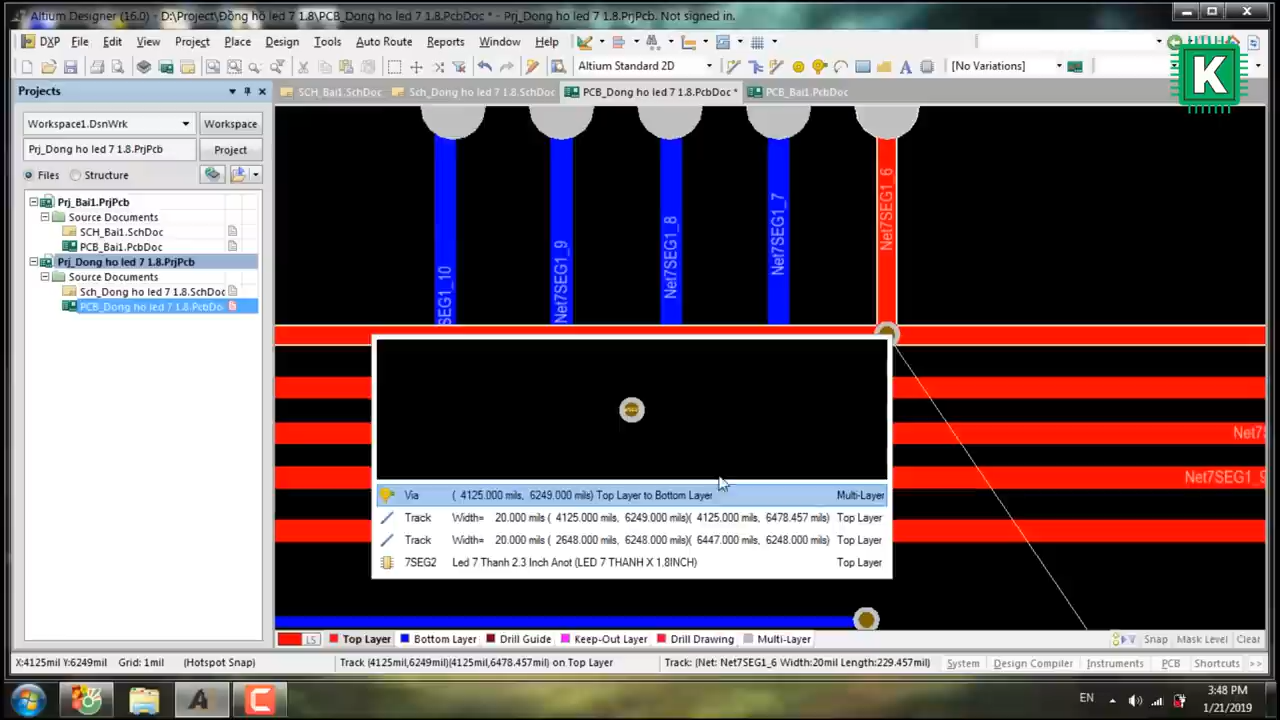 Altium Designer (16.0) - D:\Project\Đồng hồ led 7 1.8\PCB_Dong ho led 7 1.8.PcbDoc * - Prj_Dong ho led 7 1.8.PrjPcb. Not signed in.
DXP File Edit View Project Place Design Tools Auto Route Reports Window Help
Altium Standard 2D [No Variations]
K
Projects
SCH_Bai1.SchDoc Sch_Dong ho led 7 1.8.SchDoc PCB_Dong ho led 7 1.8.PcbDoc * PCB_Bai1.PcbDoc
Workspace1.DsnWrk Workspace
Prj_Dong ho led 7 1.8.PrjPcb Project
Files Structure
Prj_Bai1.PrjPcb
Source Documents
SCH_Bai1.SchDoc
PCB_Bai1.PcbDoc
Prj_Dong ho led 7 1.8.PrjPcb
Source Documents
Sch_Dong ho led 7 1.8.SchDoc
PCB_Dong ho led 7 1.8.PcbDoc
SEG1_10
Net7SEG1_9
Net7SEG1_8
Net7SEG1_7
Net7SEG1_6
Net7S
Net7SEG1_9
Via ( 4125.000 mils, 6249.000 mils) Top Layer to Bottom Layer Multi-Layer
Track Width= 20.000 mils ( 4125.000 mils, 6249.000 mils)( 4125.000 mils, 6478.457 mils) Top Layer
Track Width= 20.000 mils ( 2648.000 mils, 6248.000 mils)( 6447.000 mils, 6248.000 mils) Top Layer
7SEG2 Led 7 Thanh 2.3 Inch Anot (LED 7 THANH X 1.8INCH) Top Layer
LS Top Layer Bottom Layer Drill Guide Keep-Out Layer Drill Drawing Multi-Layer Snap Mask Level Clear
X:4125mil Y:6249mil Grid: 1mil (Hotspot Snap) Track (4125mil,6249mil)(4125mil,6478.457mil) on Top Layer Track: (Net: Net7SEG1_6 Width:20mil Length:229.457mil) System Design Compiler Instruments PCB Shortcuts >>
EN 3:48 PM
1/21/2019